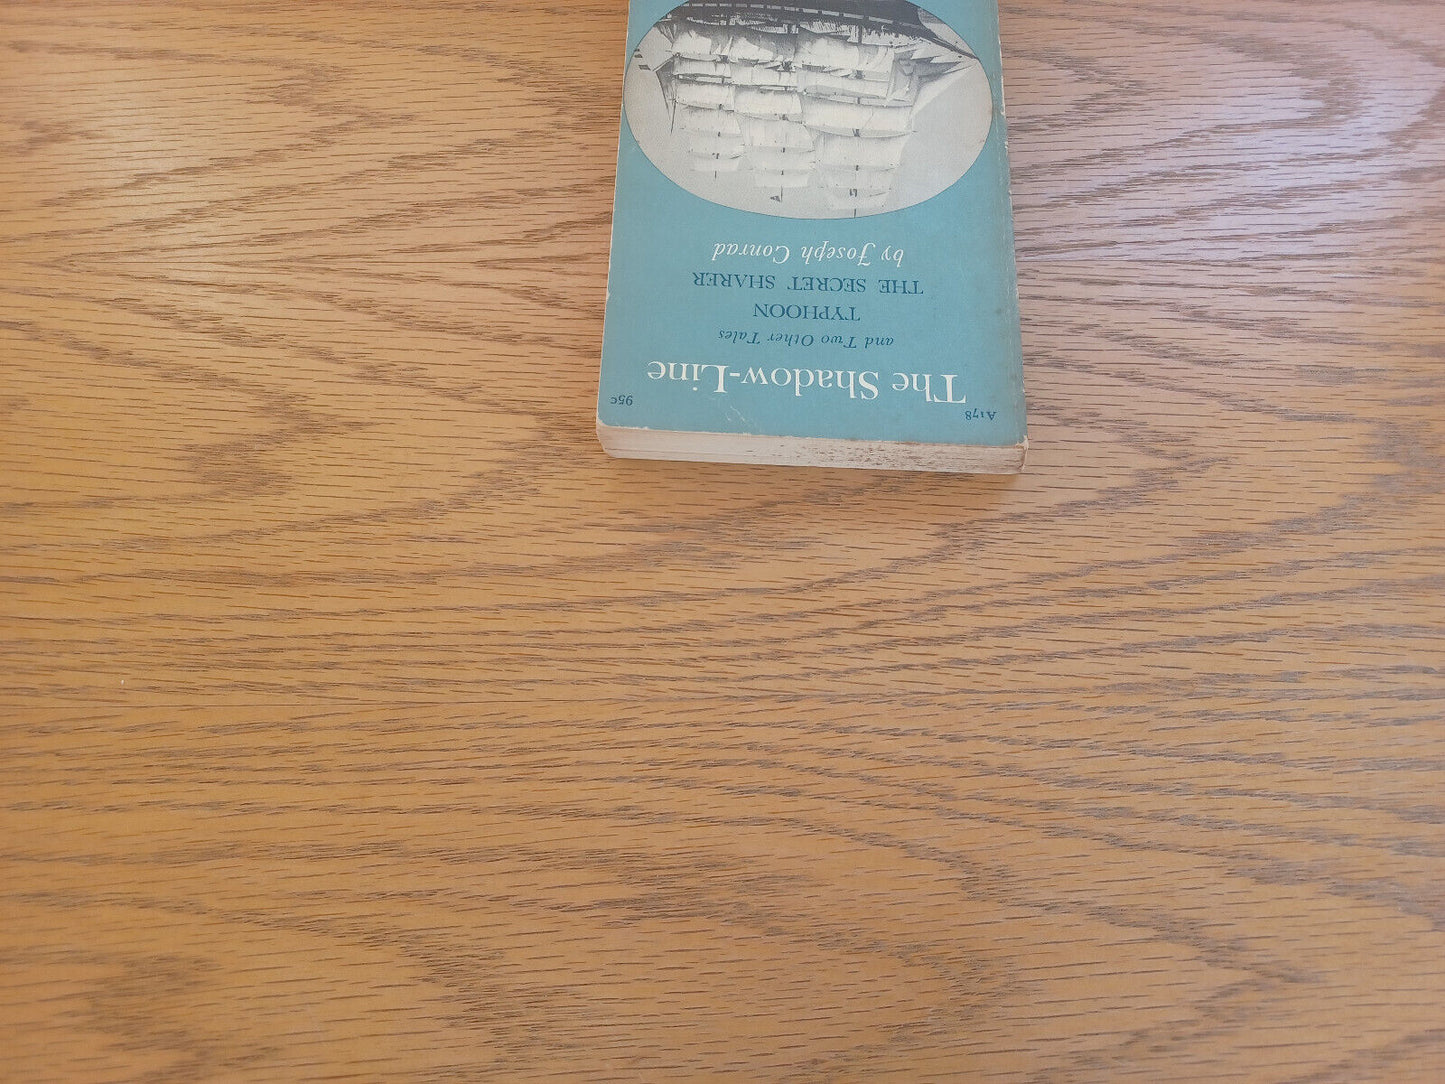 A178
95c
The Shadow-Line
and Two Other Tales
TYPHOON
THE SECRET SHARER
by Joseph Conrad